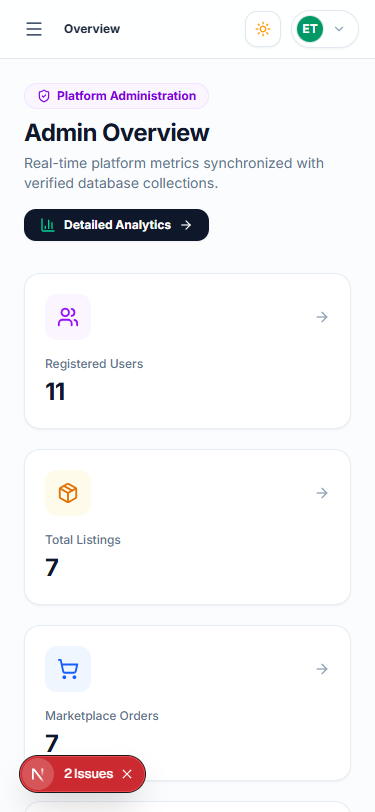 Overview
ET
Platform Administration
Admin Overview
Real-time platform metrics synchronized with
verified database collections.
Detailed Analytics
Registered Users
11
Total Listings
7
Marketplace Orders
7
N
2 Issues